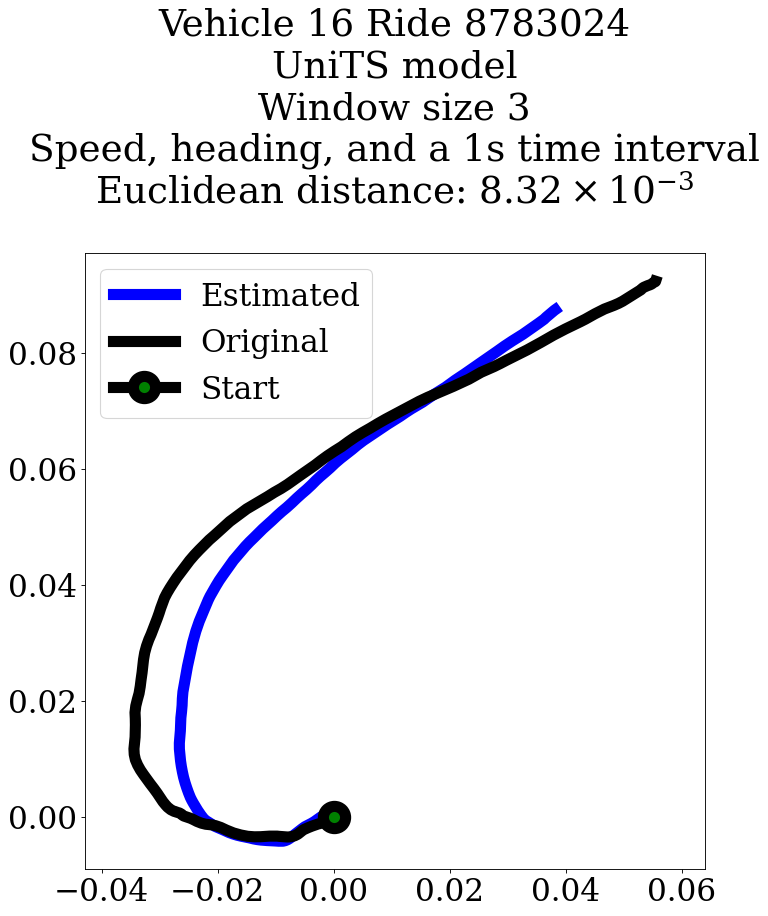 Vehicle 16 Ride 8783024
UniTS model
Window size 3
Speed, heading, and a 1s time interval
Euclidean distance: 8.32 × 10⁻³
Estimated
Original
Start
0.08
0.06
0.04
0.02
0.00
−0.04 −0.02 0.00 0.02 0.04 0.06